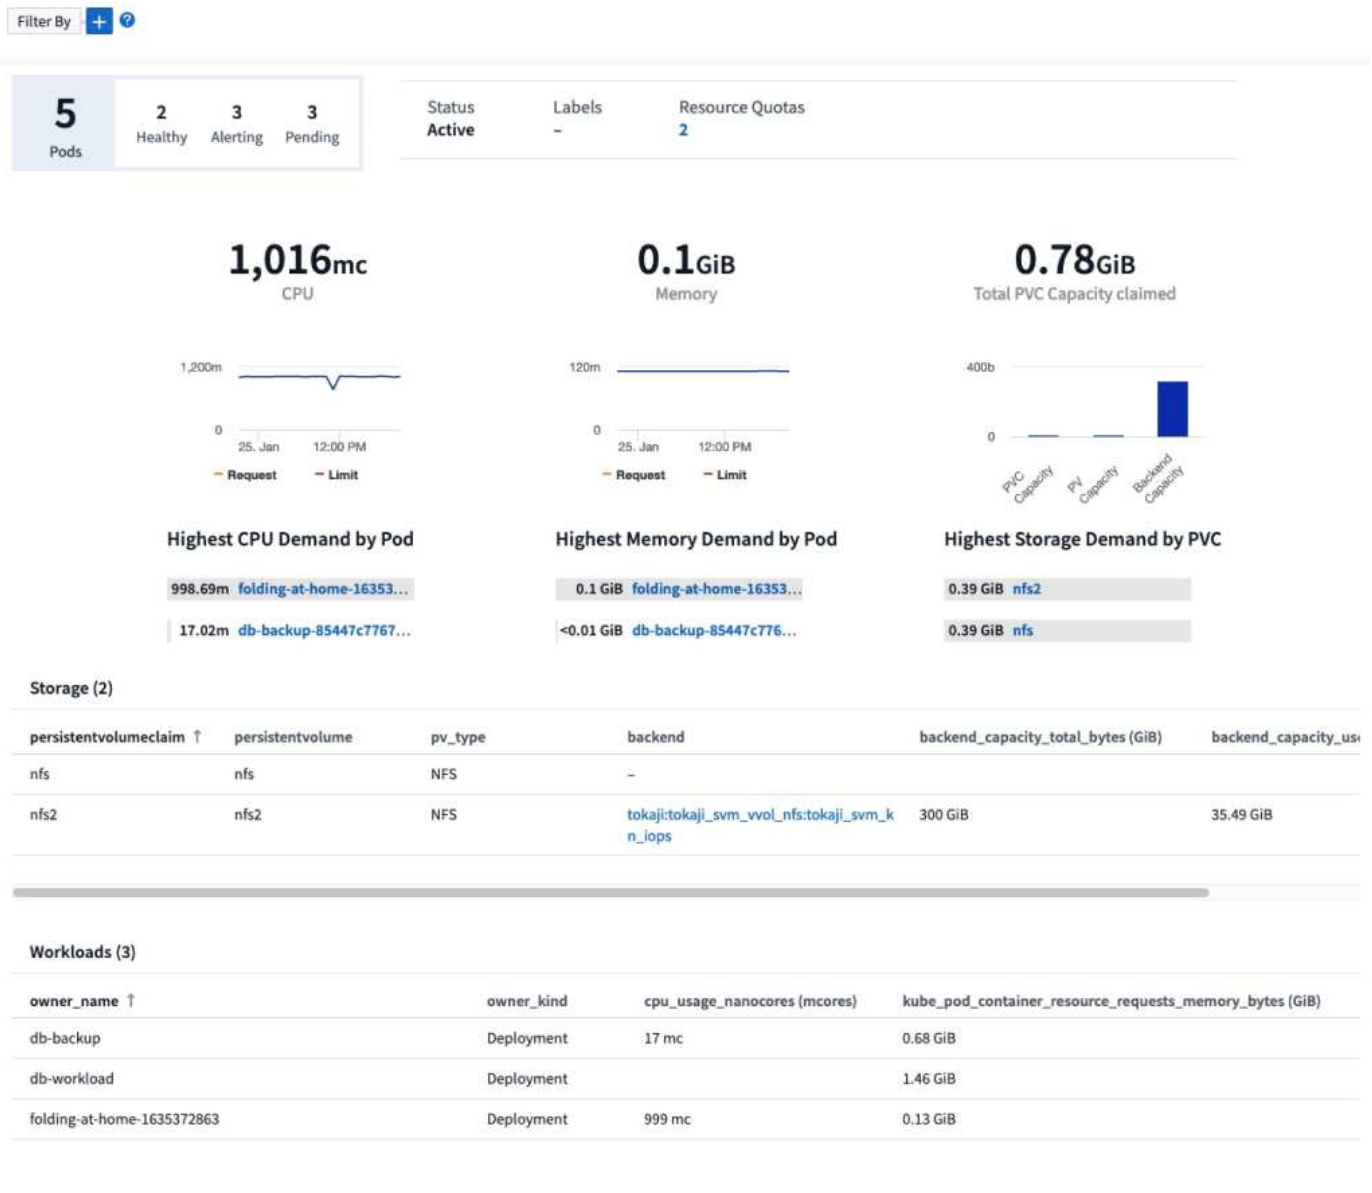 Filter By + ?
5 Pods
2 Healthy
3 Alerting
3 Pending
Status Labels Resource Quotas
Active – 2
1,016mc
CPU
0.1GiB
Memory
0.78GiB
Total PVC Capacity claimed
1,200m
0
25. Jan 12:00 PM
Request Limit
120m
0
25. Jan 12:00 PM
Request Limit
400b
0
PVC Capacity
PV Capacity
Backend Capacity
Highest CPU Demand by Pod
998.69m folding-at-home-16353...
17.02m db-backup-85447c7767...
Highest Memory Demand by Pod
0.1 GiB folding-at-home-16353...
<0.01 GiB db-backup-85447c776...
Highest Storage Demand by PVC
0.39 GiB nfs2
0.39 GiB nfs
Storage (2)
persistentvolumeclaim ↑ persistentvolume pv_type backend backend_capacity_total_bytes (GiB) backend_capacity_us
nfs nfs NFS –
nfs2 nfs2 NFS tokaji:tokaji_svm_vvol_nfs:tokaji_svm_k 300 GiB 35.49 GiB
n_iops
Workloads (3)
owner_name ↑ owner_kind cpu_usage_nanocores (mcores) kube_pod_container_resource_requests_memory_bytes (GiB)
db-backup Deployment 17 mc 0.68 GiB
db-workload Deployment 1.46 GiB
folding-at-home-1635372863 Deployment 999 mc 0.13 GiB